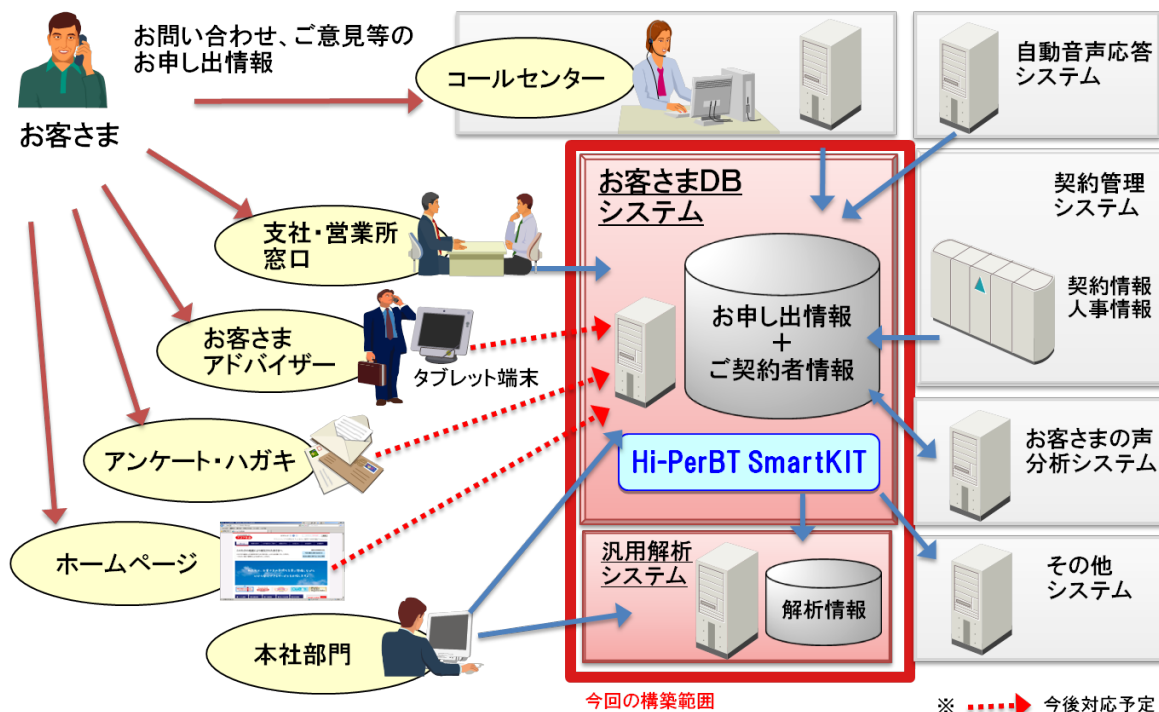 お問い合わせ、ご意見等の
お申し出情報
お客さま
コールセンター
自動音声応答
システム
お客さまDB
システム
契約管理
システム
契約情報
人事情報
支社・営業所
窓口
お申し出情報
+
ご契約者情報
お客さま
アドバイザー
タブレット端末
アンケート・ハガキ
Hi-PerBT SmartKIT
お客さまの声
分析システム
ホームページ
汎用解析
システム
解析情報
その他
システム
本社部門
今回の構築範囲
※ 今後対応予定